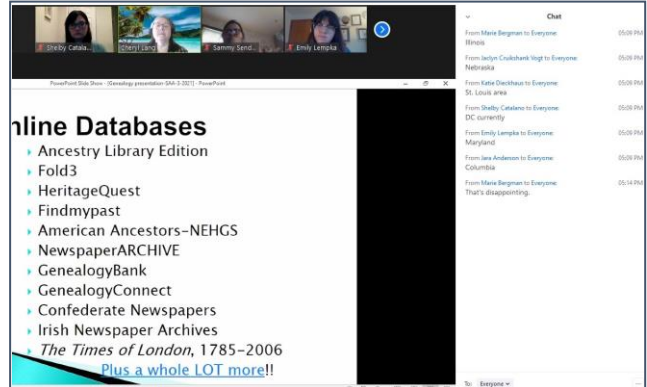 Shelby Catala...
Cheryl Lang
Sammy Send...
Emily Lempka
PowerPoint Slide Show - [Genealogy presentation-SAA-3-2021] - PowerPoint
nline Databases
Ancestry Library Edition
Fold3
HeritageQuest
Findmypast
American Ancestors-NEHGS
NewspaperARCHIVE
GenealogyBank
GenealogyConnect
Confederate Newspapers
Irish Newspaper Archives
The Times of London, 1785-2006
Plus a whole LOT more!!
Chat
From Marie Bergman to Everyone: 05:09 PM
Illinois
From Jaclyn Cruikshank Vogt to Everyone: 05:09 PM
Nebraska
From Katie Dieckhaus to Everyone: 05:09 PM
St. Louis area
From Shelby Catalano to Everyone: 05:09 PM
DC currently
From Emily Lempka to Everyone: 05:09 PM
Maryland
From Jara Anderson to Everyone: 05:09 PM
Columbia
From Marie Bergman to Everyone: 05:14 PM
That's disappointing.
To: Everyone